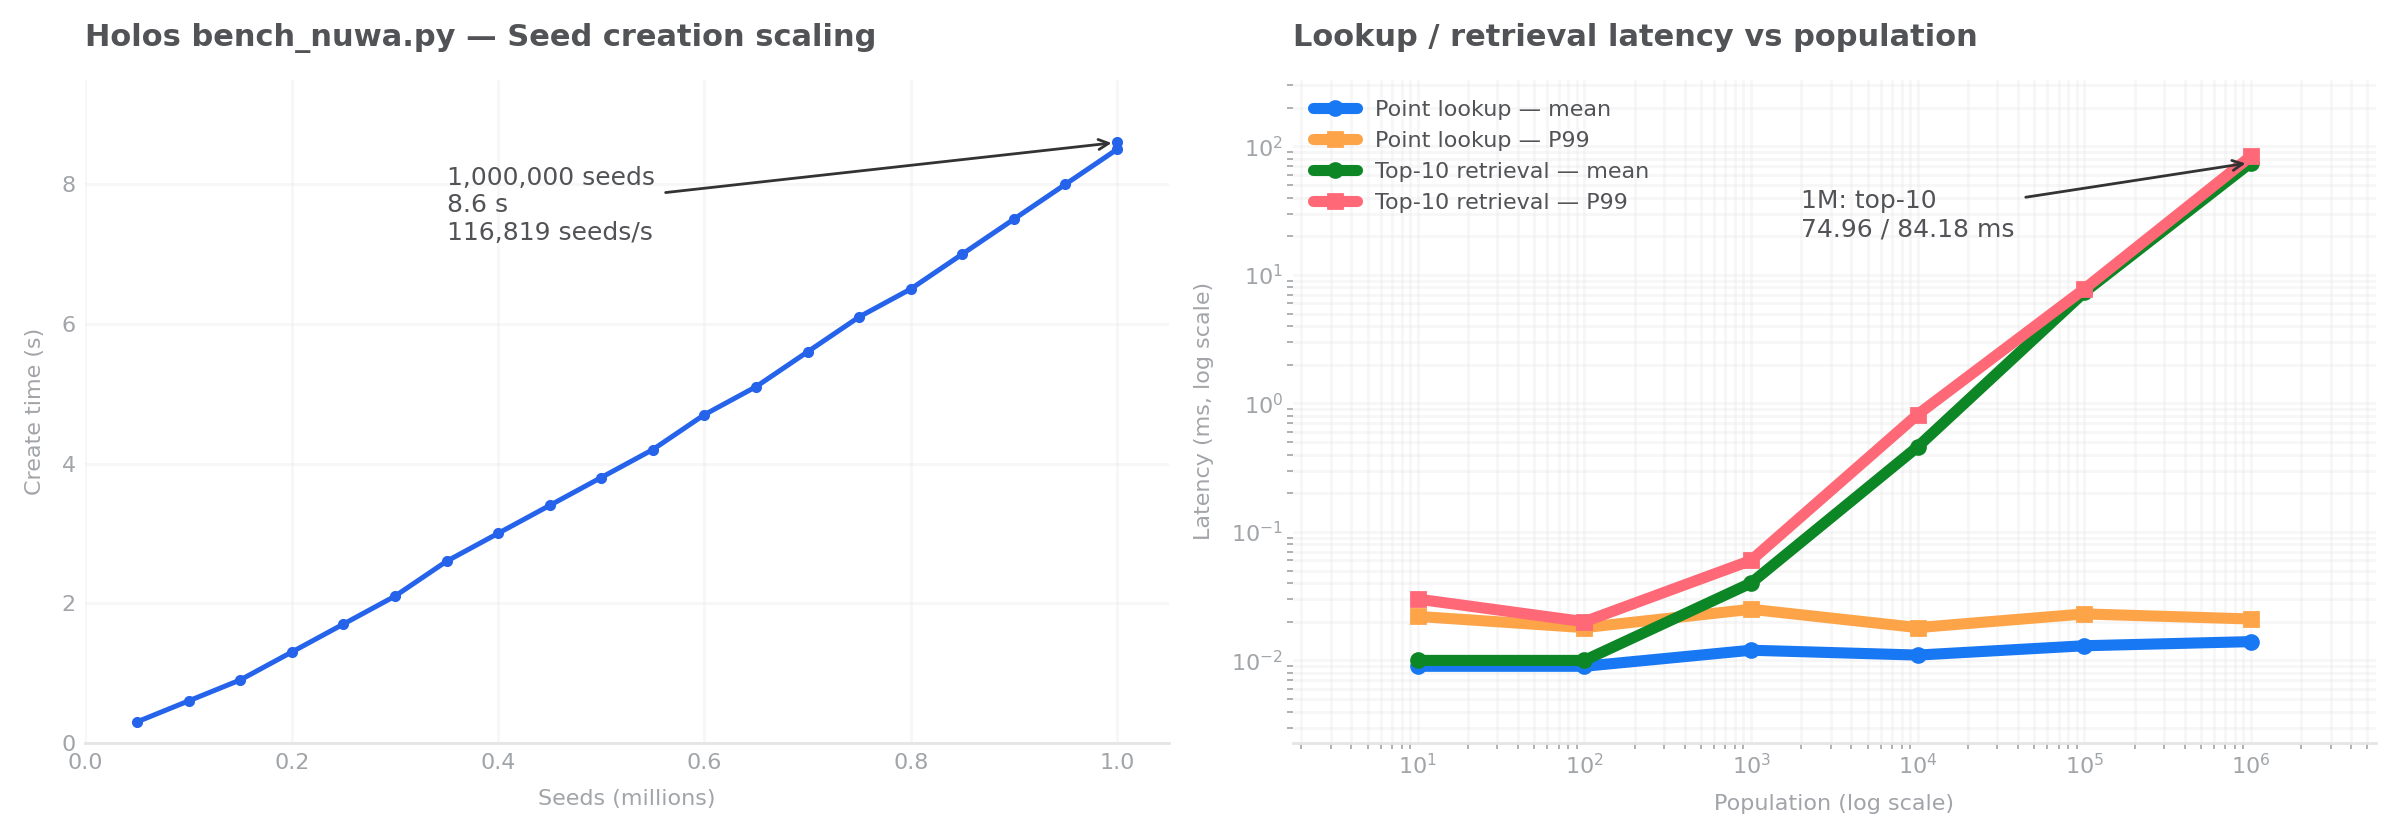 Holos bench_nuwa.py — Seed creation scaling
1,000,000 seeds
8.6 s
116,819 seeds/s
Create time (s)
8
6
4
2
0
0.0 0.2 0.4 0.6 0.8 1.0
Seeds (millions)
Lookup / retrieval latency vs population
Point lookup — mean
Point lookup — P99
Top-10 retrieval — mean
Top-10 retrieval — P99
1M: top-10
74.96 / 84.18 ms
Latency (ms, log scale)
10²
10¹
10⁰
10⁻¹
10⁻²
10¹ 10² 10³ 10⁴ 10⁵ 10⁶
Population (log scale)